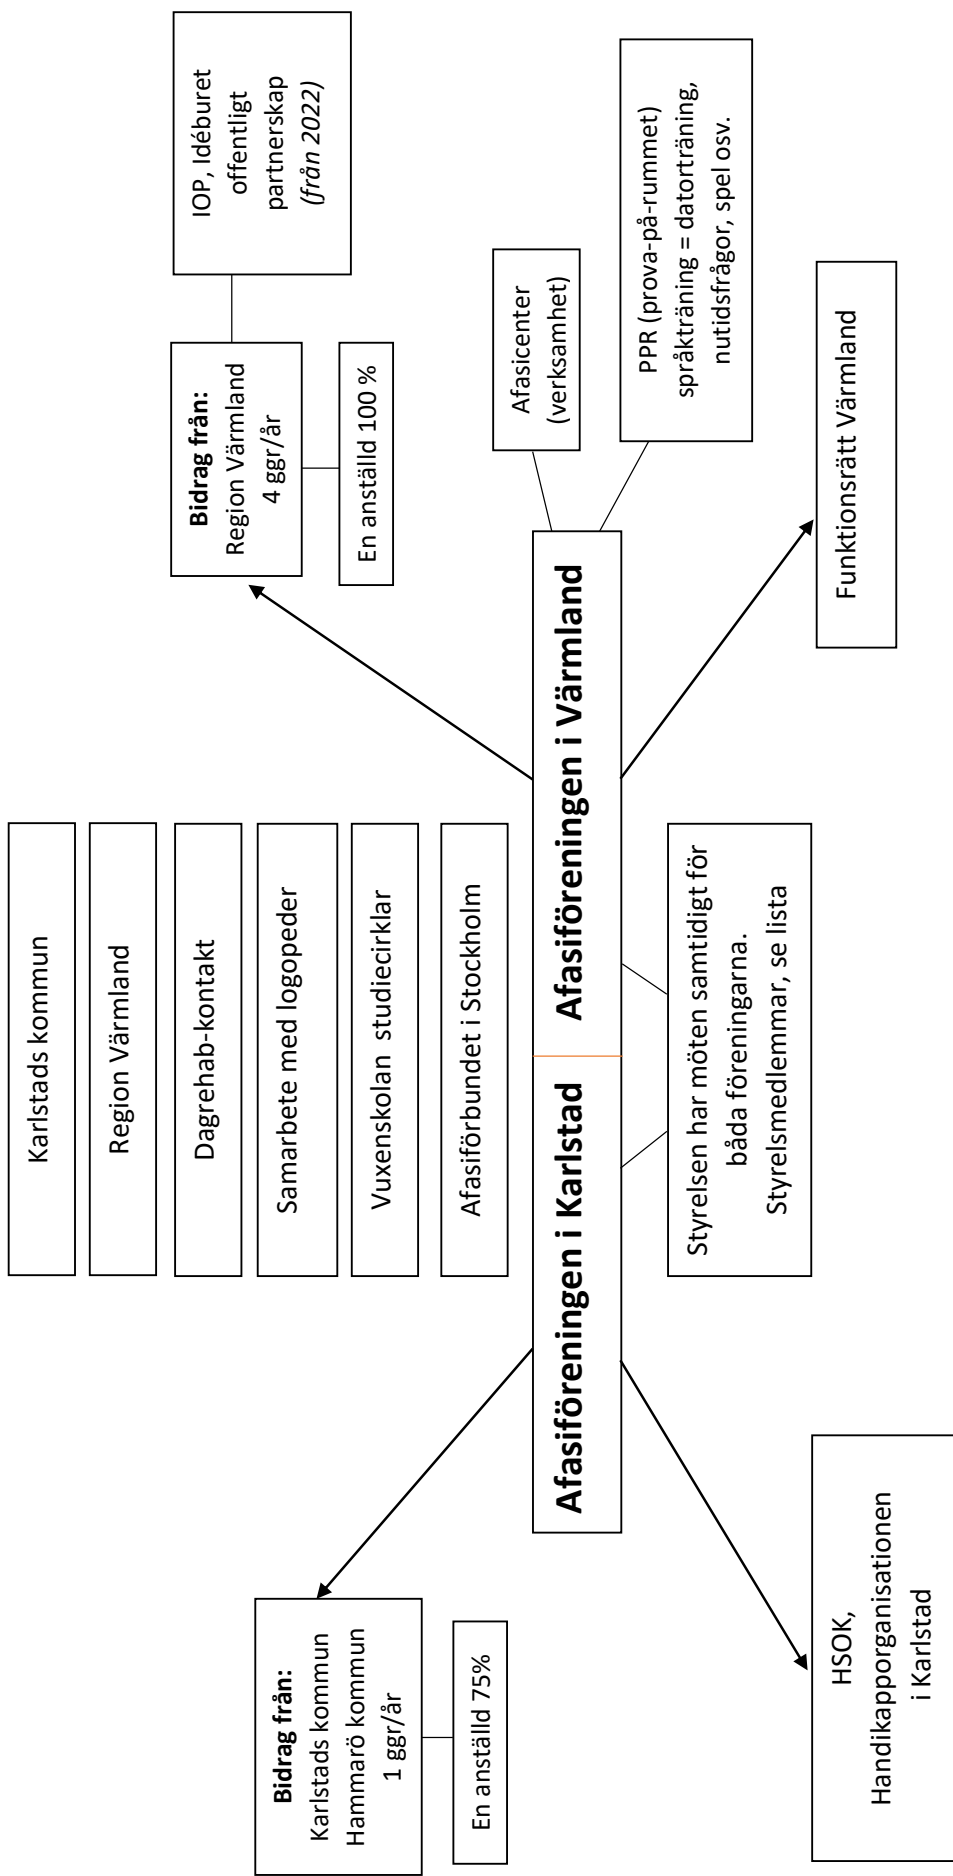 Karlstads kommun
Region Värmland
Dagrehab-kontakt
Samarbete med logopeder
Vuxenskolan studiecirklar
Afasiförbundet i Stockholm
Bidrag från:
Karlstads kommun
Hammarö kommun
1 ggr/år
En anställd 75%
Bidrag från:
Region Värmland
4 ggr/år
En anställd 100 %
IOP, Idéburet
offentligt
partnerskap
(från 2022)
Afasiföreningen i Karlstad
Afasiföreningen i Värmland
Afasicenter
(verksamhet)
PPR (prova-på-rummet)
språkträning = datorträning,
nutidsfrågor, spel osv.
Styrelsen har möten samtidigt för
båda föreningarna.
Styrelsmedlemmar, se lista
HSOK,
Handikapporganisationen
i Karlstad
Funktionsrätt Värmland